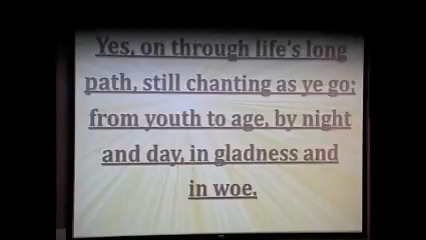 Yes, on through life's long
path, still chanting as ye go;
from youth to age, by night
and day, in gladness and
in woe.